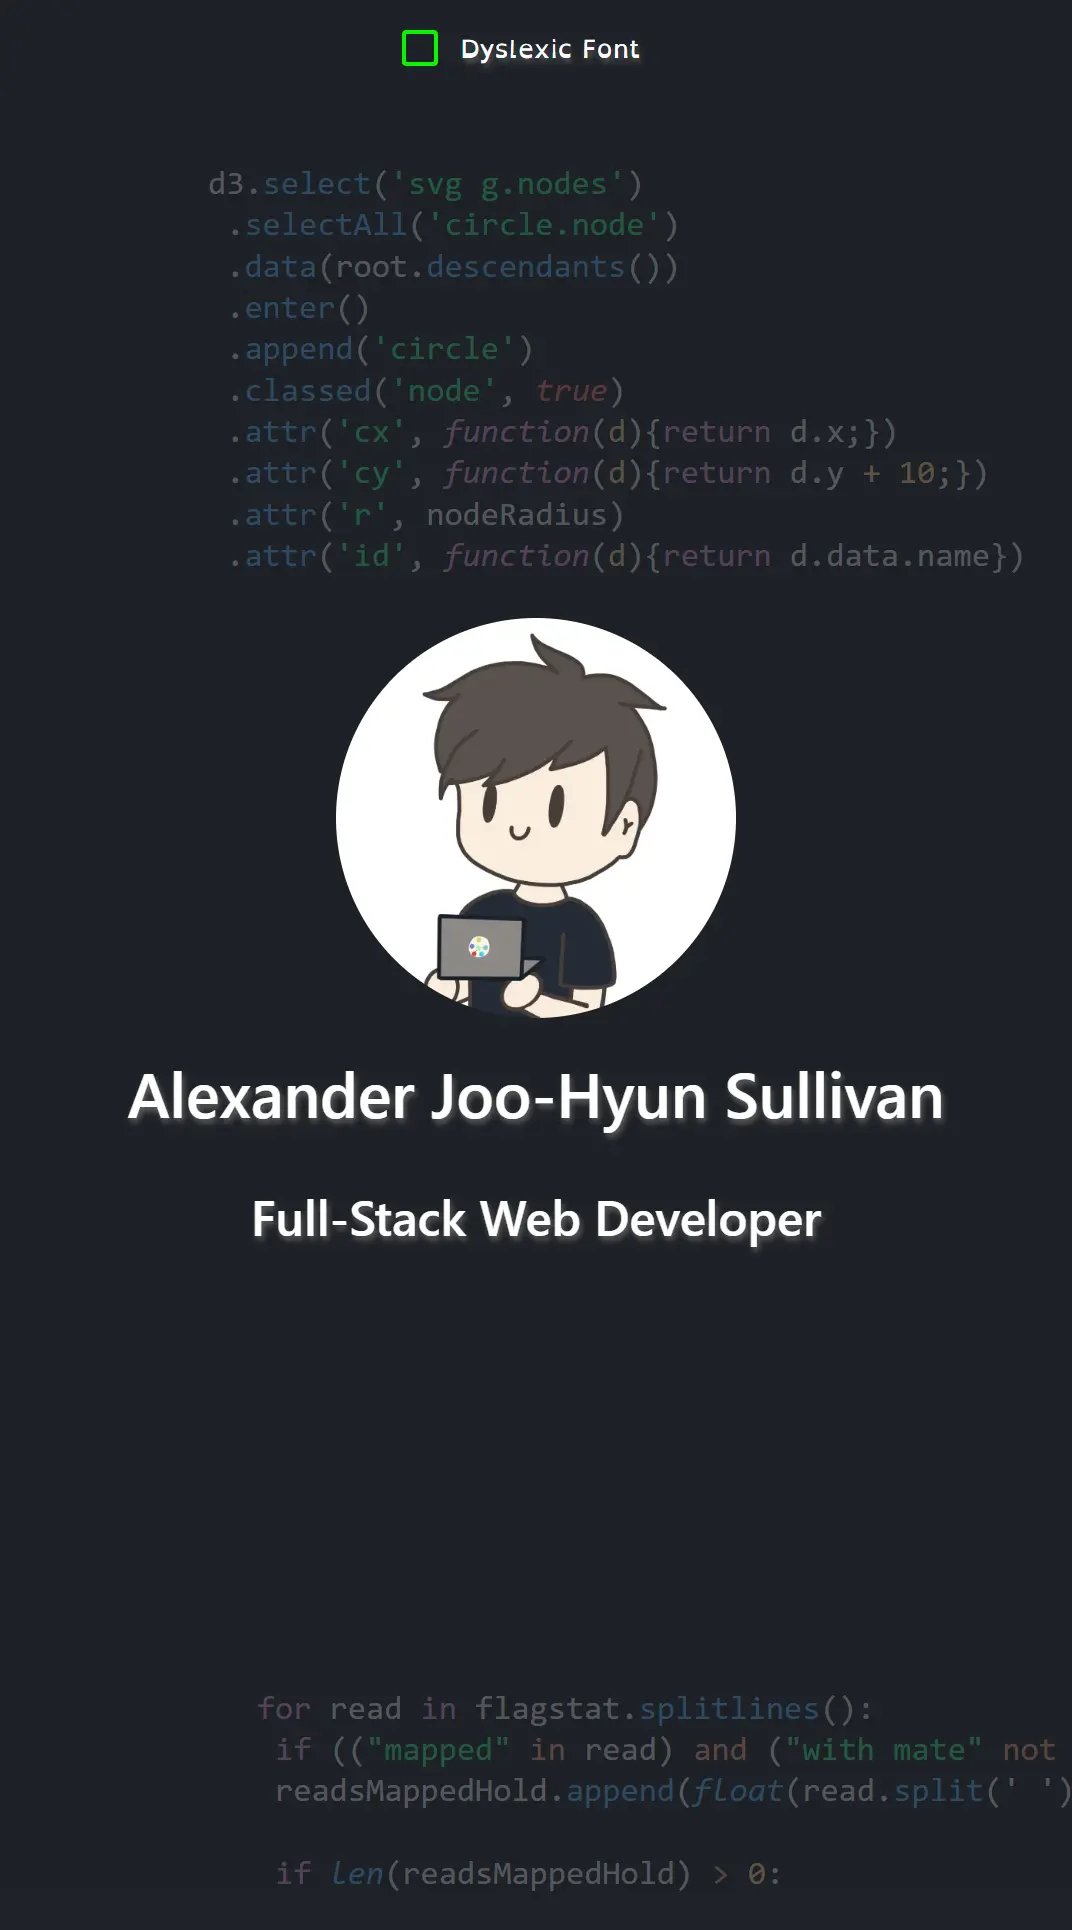 Dyslexic Font
d3.select('svg g.nodes')
.selectAll('circle.node')
.data(root.descendants())
.enter()
.append('circle')
.classed('node', true)
.attr('cx', function(d){return d.x;})
.attr('cy', function(d){return d.y + 10;})
.attr('r', nodeRadius)
.attr('id', function(d){return d.data.name})
Alexander Joo-Hyun Sullivan
Full-Stack Web Developer
for read in flagstat.splitlines():
if (("mapped" in read) and ("with mate" not
readsMappedHold.append(float(read.split(' ')
if len(readsMappedHold) > 0: